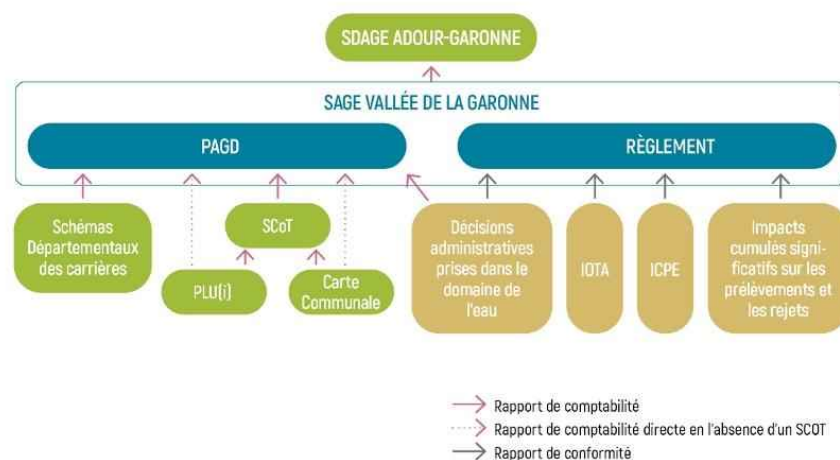 SDAGE ADOUR-GARONNE
SAGE VALLÉE DE LA GARONNE
PAGD
RÈGLEMENT
Schémas
Départementaux
des carrières
SCoT
PLU(i)
Carte
Communale
Décisions
administratives
prises dans le
domaine de
l'eau
IOTA
ICPE
Impacts
cumulés signi-
ficatifs sur les
prélèvements et
les rejets
Rapport de comptabilité
Rapport de comptabilité directe en l'absence d'un SCOT
Rapport de conformité